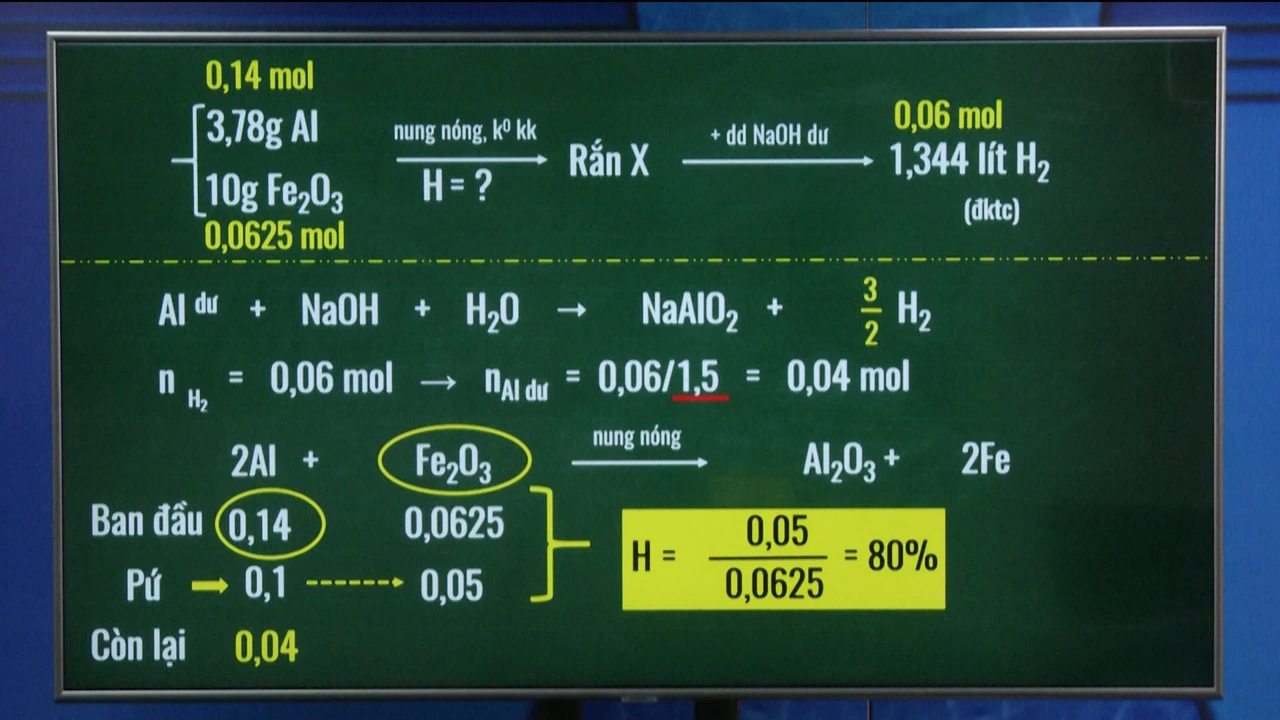 0,14 mol
3,78g Al
10g Fe₂O₃
0,0625 mol
nung nóng, kº kk
H = ?
Rắn X
+ dd NaOH dư
0,06 mol
1,344 lít H₂
(đktc)
Al dư + NaOH + H₂O → NaAlO₂ + 3/2 H₂
n H₂ = 0,06 mol → nAl dư = 0,06/1,5 = 0,04 mol
nung nóng
2Al + Fe₂O₃ → Al₂O₃ + 2Fe
Ban đầu 0,14 0,0625
Pứ 0,1 0,05
Còn lại 0,04
H = 0,05/0,0625 = 80%